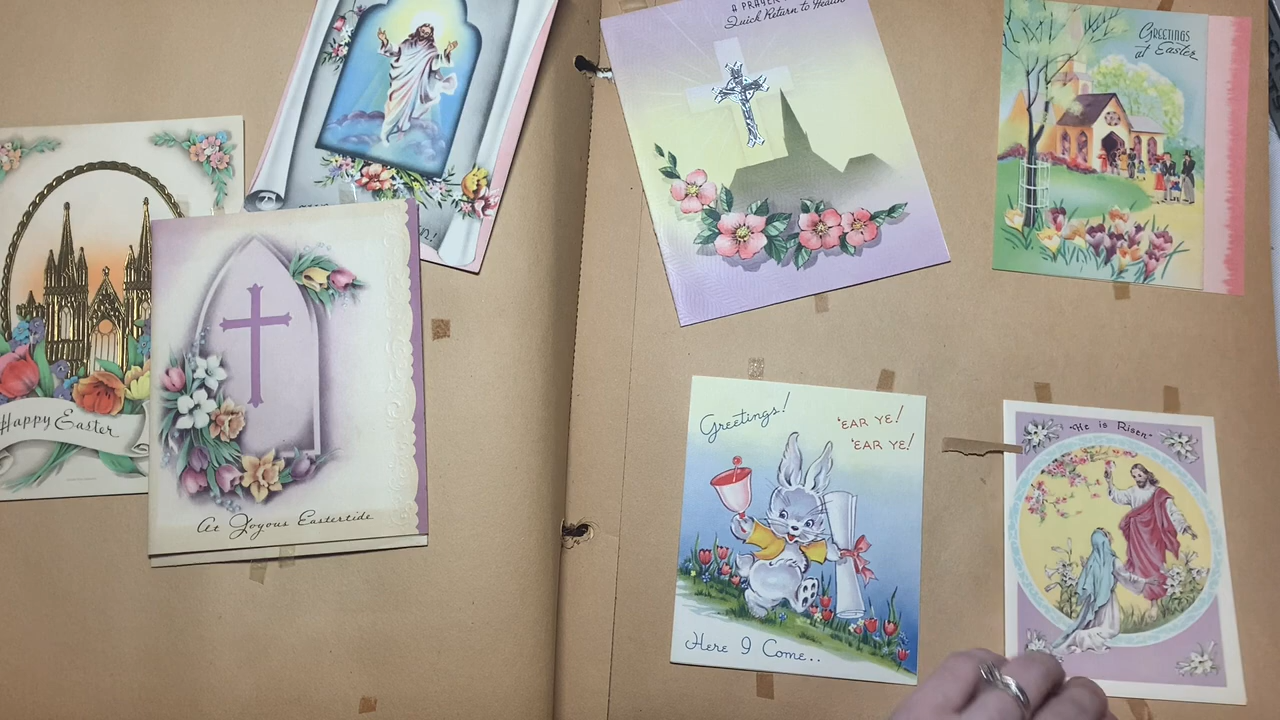 Happy Easter
At Joyous Eastertide
A PRAYER
Quick Return to Health
GREETINGS
at Easter
Greetings!
'EAR YE!
'EAR YE!
Here I Come..
"He is Risen"